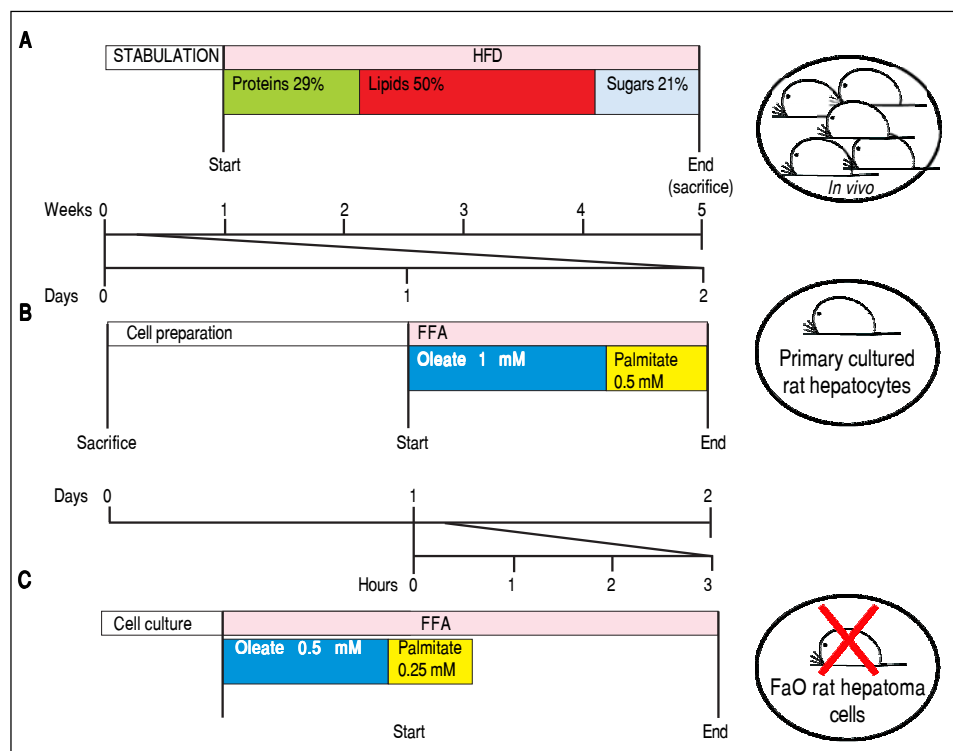 A
STABULATION
HFD
Proteins 29%
Lipids 50%
Sugars 21%
Start
End
(sacrifice)
In vivo
Weeks 0 1 2 3 4 5
0 1 2
Days
B
Cell preparation
FFA
Oleate 1 mM
Palmitate
0.5 mM
Sacrifice
Start
End
Primary cultured
rat hepatocytes
Days 0 1 2
Hours 0 1 2 3
C
Cell culture
FFA
Oleate 0.5 mM
Palmitate
0.25 mM
Start
End
FaO rat hepatoma
cells